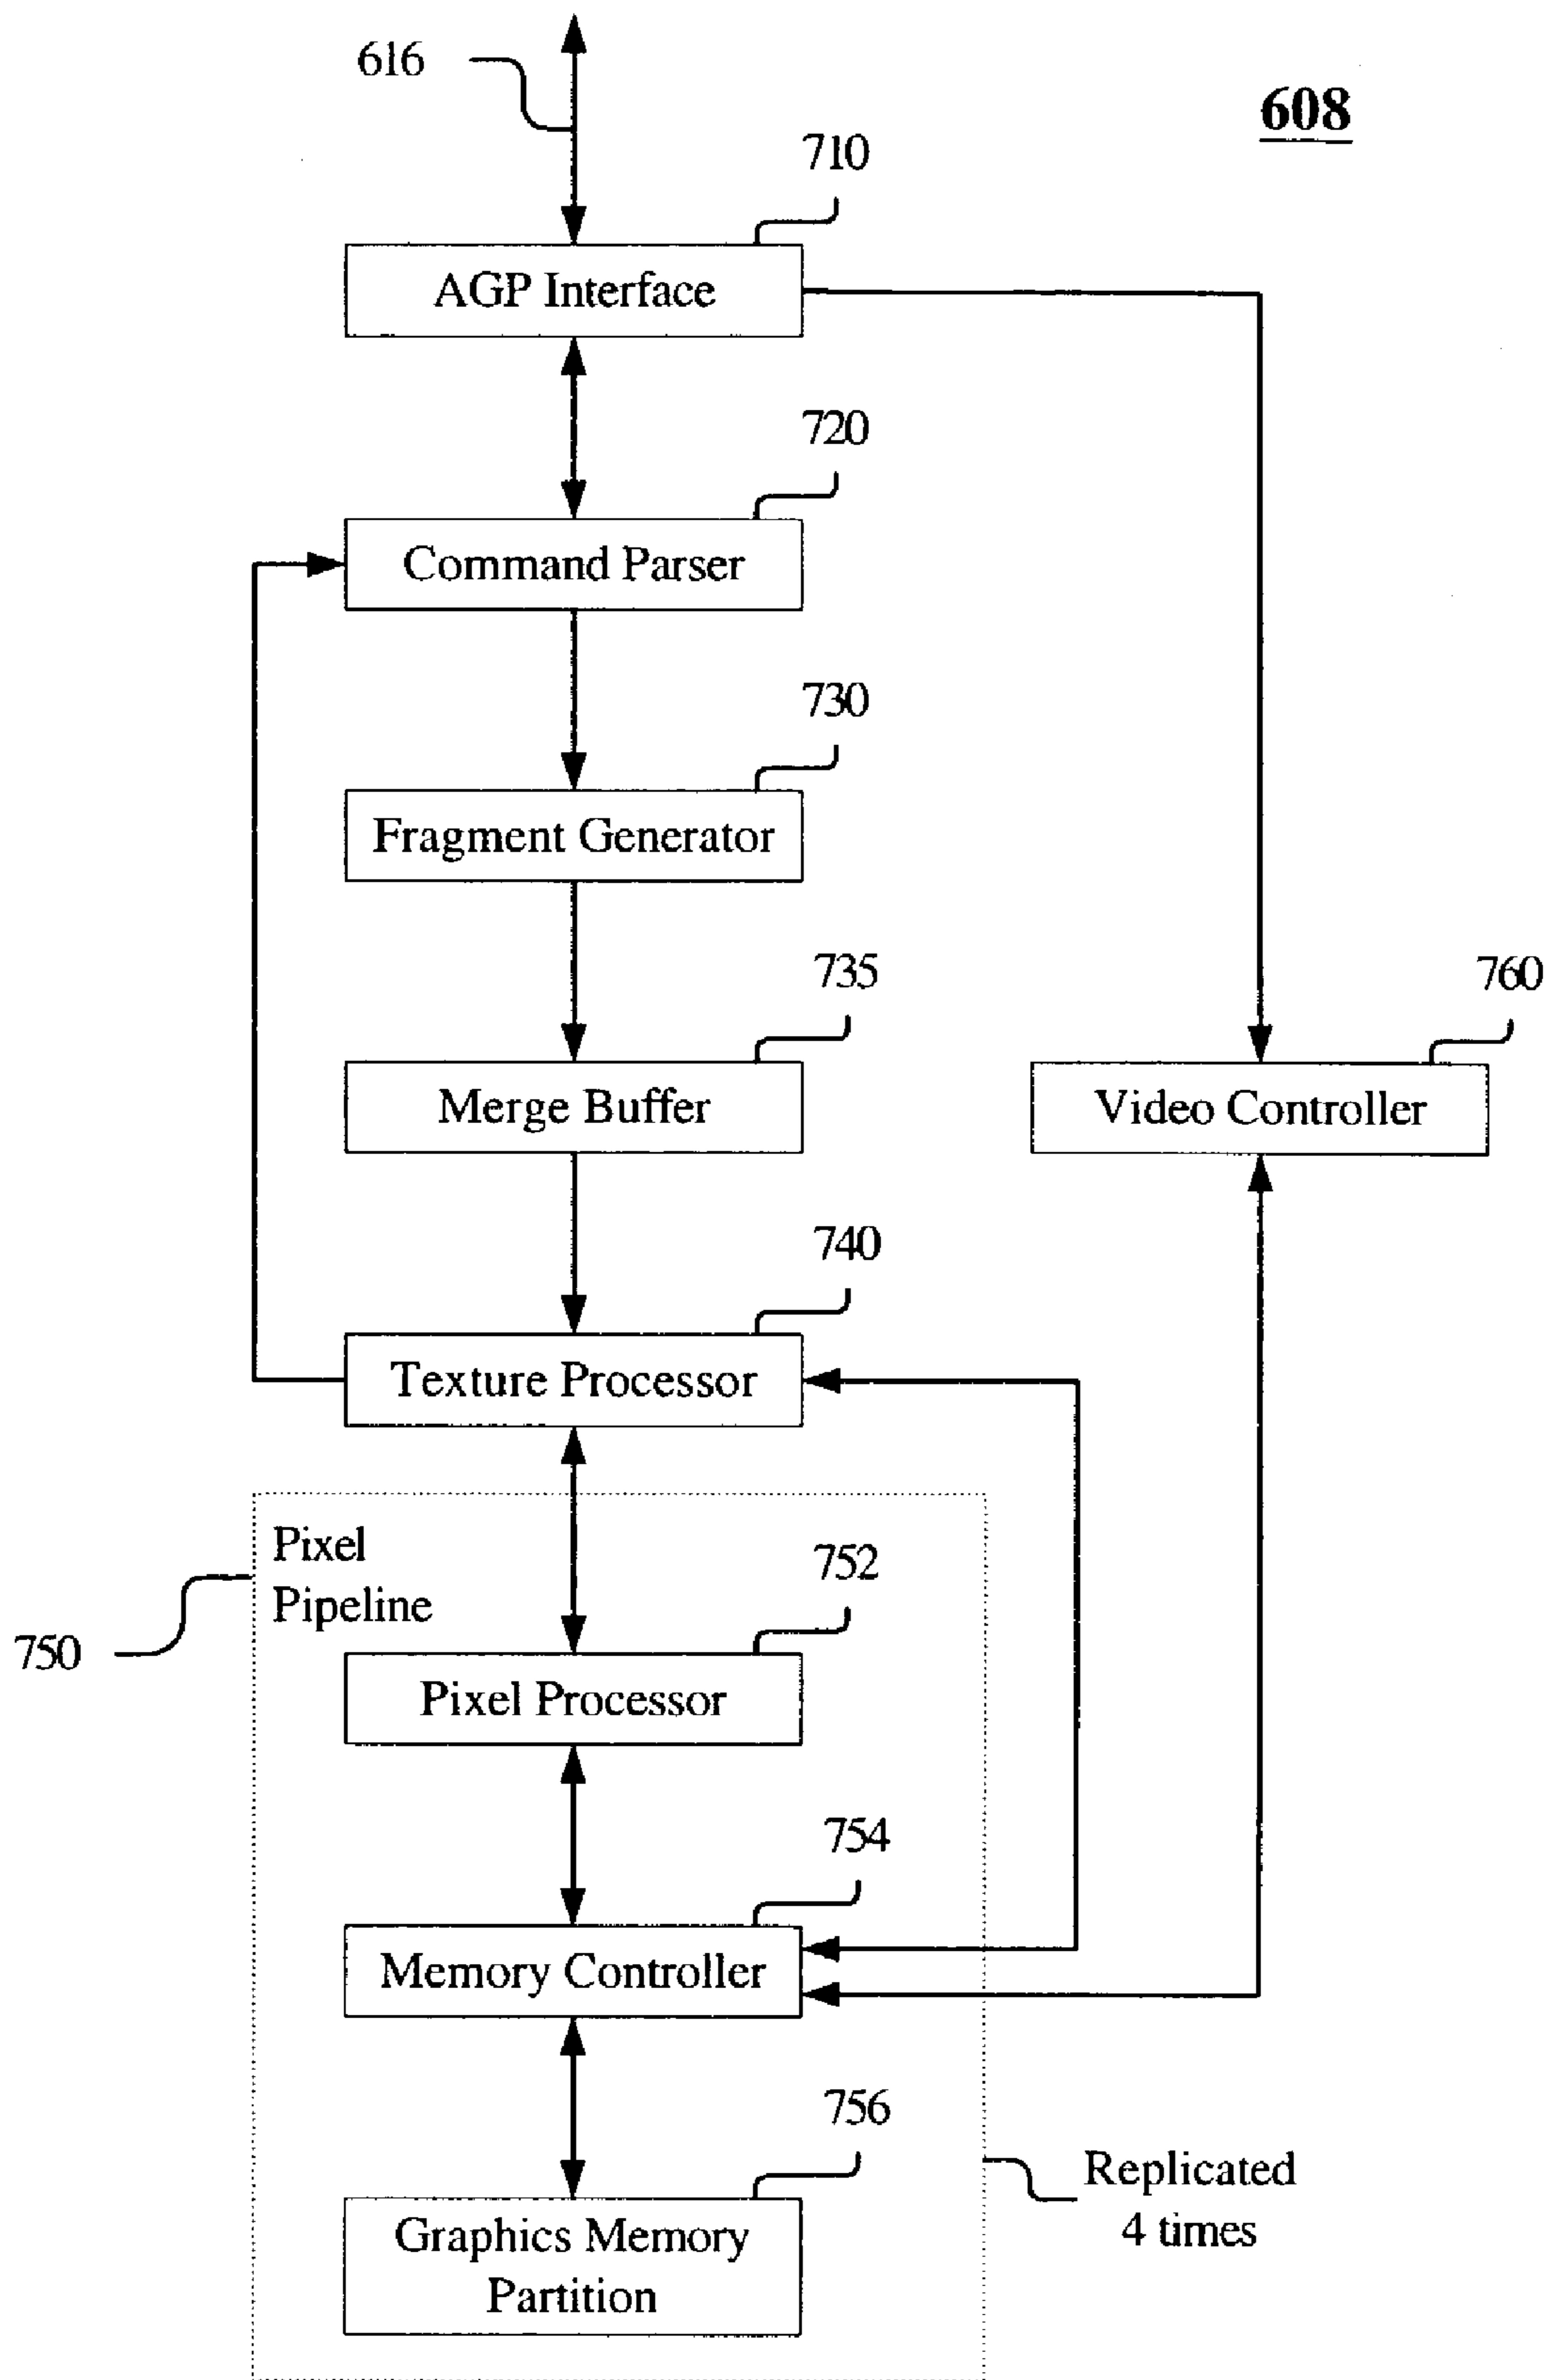 616
608
710
AGP Interface
720
Command Parser
730
Fragment Generator
735
760
Merge Buffer
Video Controller
740
Texture Processor
Pixel
Pipeline
752
750
Pixel Processor
754
Memory Controller
756
Replicated
4 times
Graphics Memory
Partition